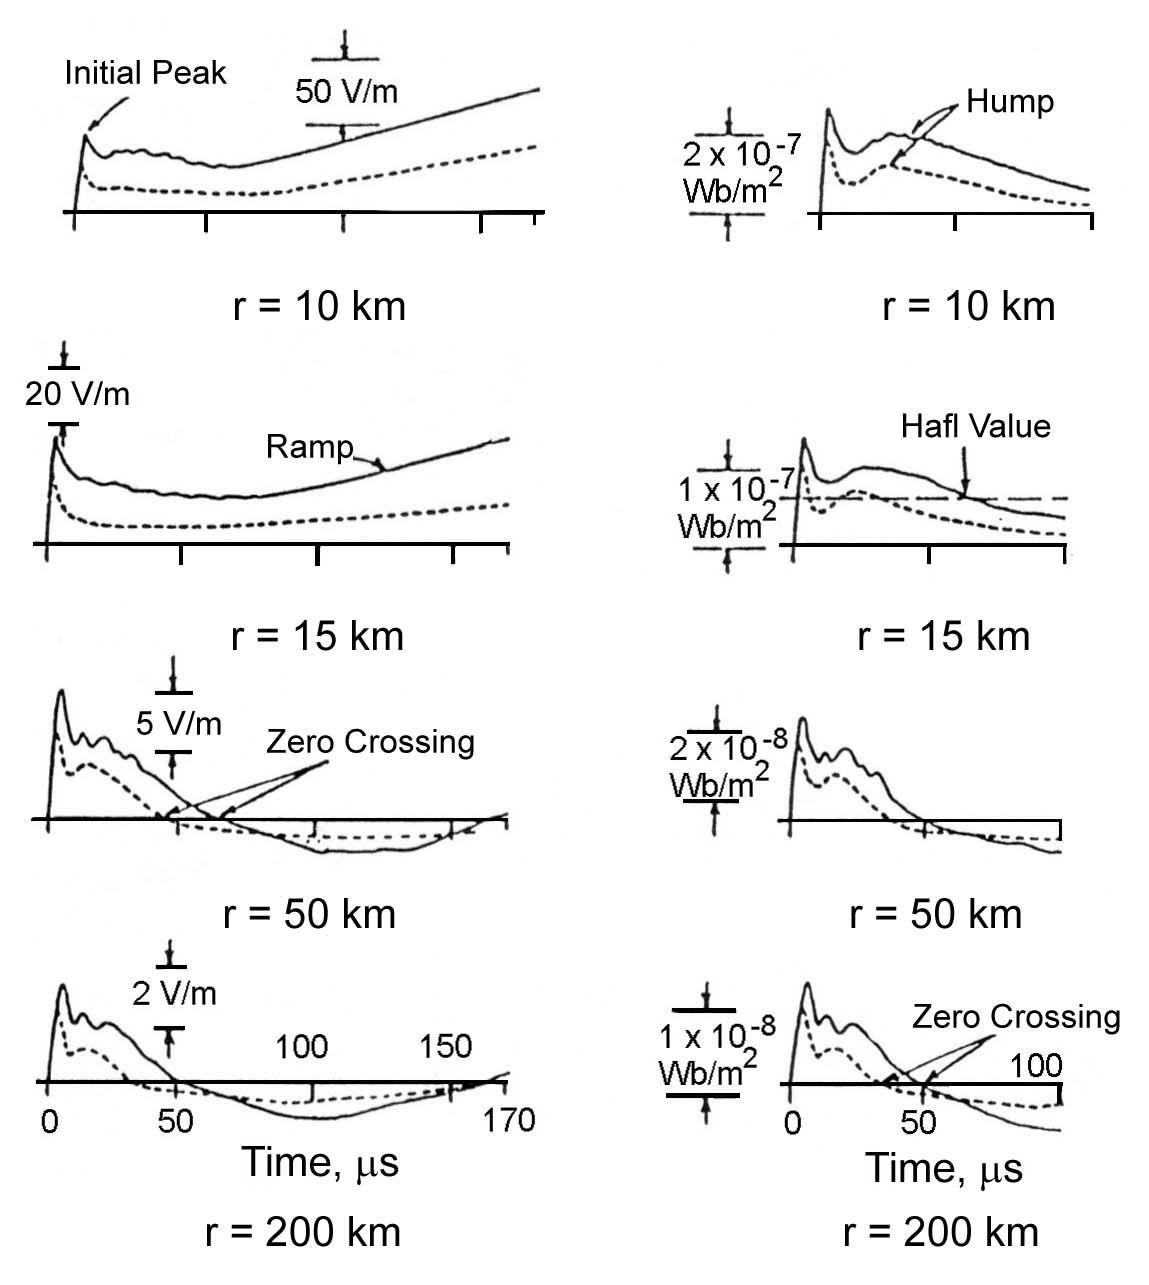 Initial Peak
50 V/m
Hump
2 x 10-7
Wb/m2
r = 10 km
r = 10 km
20 V/m
Ramp
Hafl Value
1 x 10-7
Wb/m2
r = 15 km
r = 15 km
5 V/m
Zero Crossing
2 x 10-8
Wb/m2
r = 50 km
r = 50 km
2 V/m
100
150
0
50
170
Time, μs
r = 200 km
1 x 10-8
Wb/m2
Zero Crossing
100
0
50
Time, μs
r = 200 km